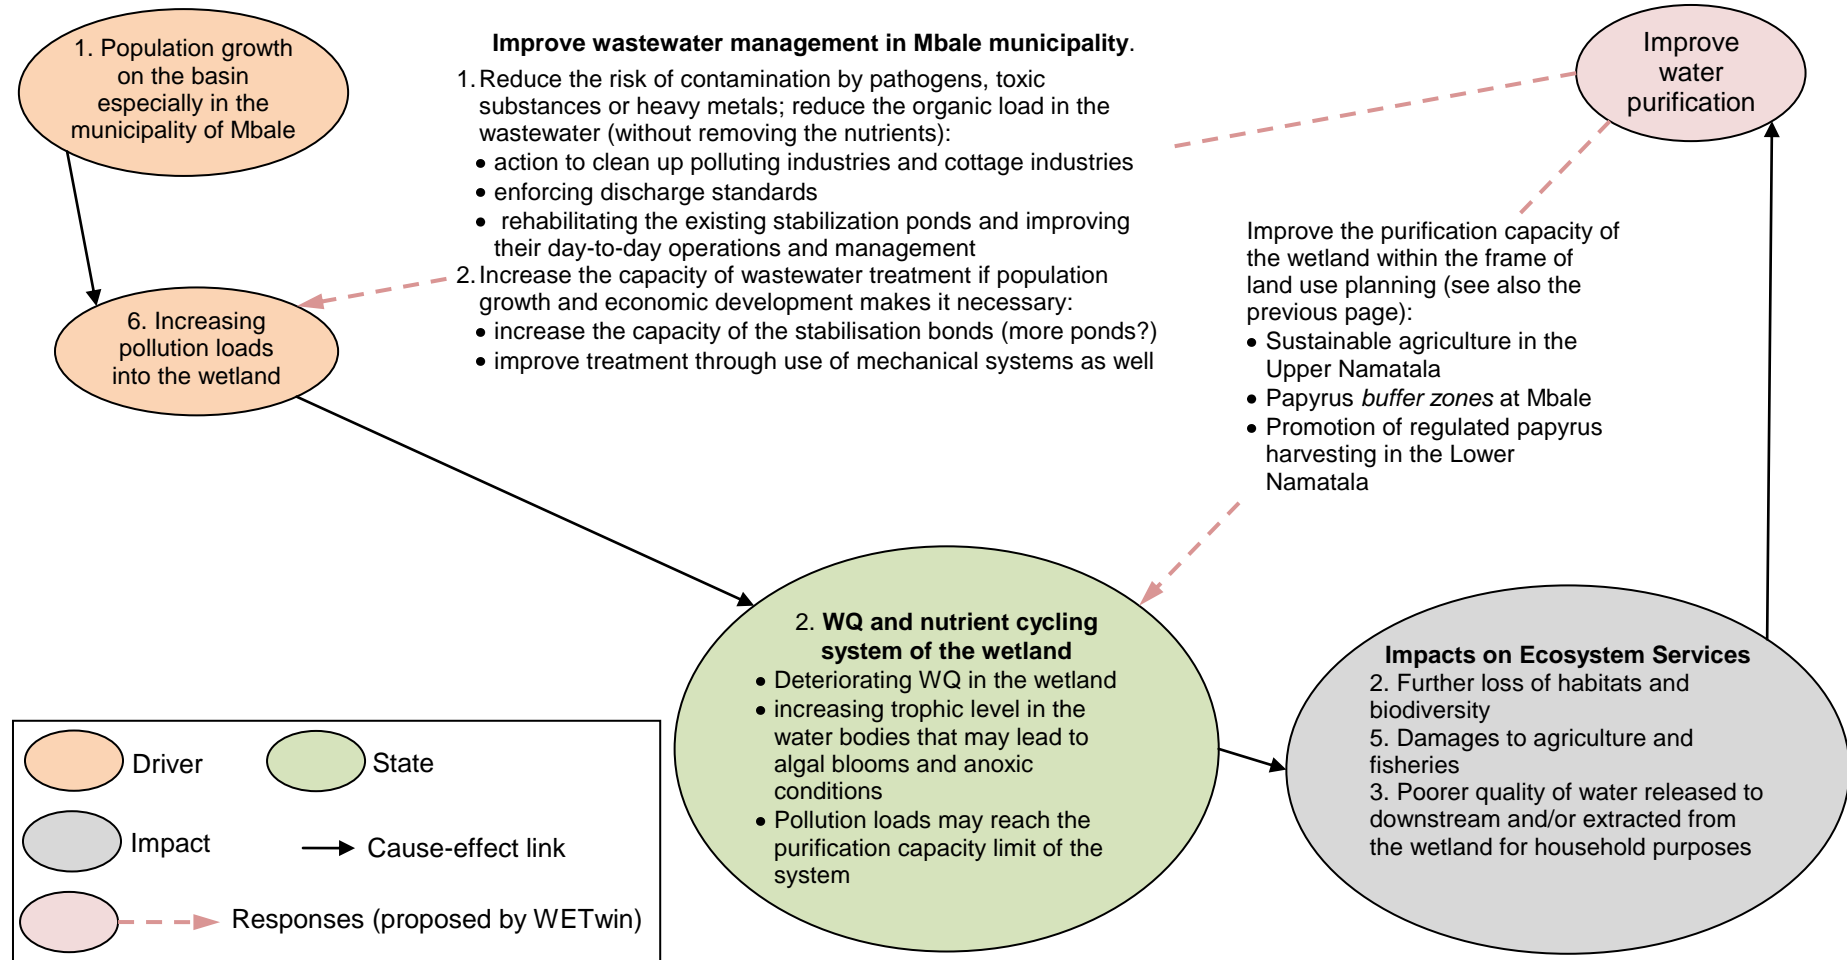 1. Population growth
on the basin
especially in the
municipality of Mbale
Improve wastewater management in Mbale municipality.
1. Reduce the risk of contamination by pathogens, toxic
substances or heavy metals; reduce the organic load in the
wastewater (without removing the nutrients):
• action to clean up polluting industries and cottage industries
• enforcing discharge standards
• rehabilitating the existing stabilization ponds and improving
their day-to-day operations and management
2. Increase the capacity of wastewater treatment if population
growth and economic development makes it necessary:
• increase the capacity of the stabilisation bonds (more ponds?)
• improve treatment through use of mechanical systems as well
Improve
water
purification
6. Increasing
pollution loads
into the wetland
Improve the purification capacity of
the wetland within the frame of
land use planning (see also the
previous page):
• Sustainable agriculture in the
Upper Namatala
• Papyrus buffer zones at Mbale
• Promotion of regulated papyrus
harvesting in the Lower
Namatala
2. WQ and nutrient cycling
system of the wetland
• Deteriorating WQ in the wetland
• increasing trophic level in the
water bodies that may lead to
algal blooms and anoxic
conditions
• Pollution loads may reach the
purification capacity limit of the
system
Impacts on Ecosystem Services
2. Further loss of habitats and
biodiversity
5. Damages to agriculture and
fisheries
3. Poorer quality of water released to
downstream and/or extracted from
the wetland for household purposes
Driver
State
Impact
Cause-effect link
Responses (proposed by WETwin)